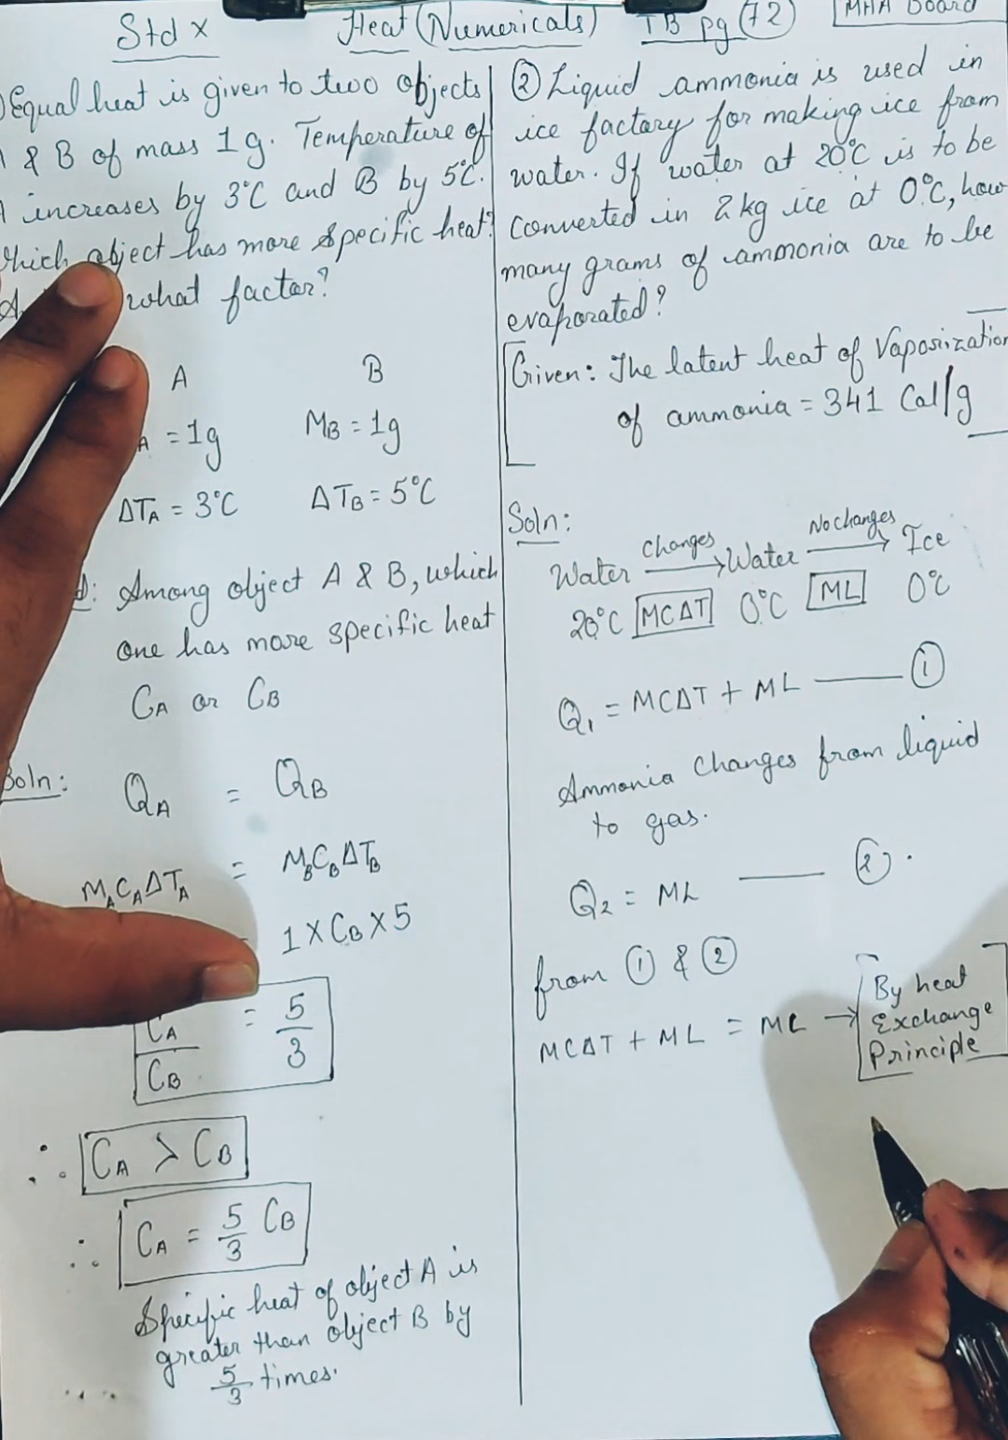 Std X Heat (Numericals) TB pg 72 MHA Board
Equal heat is given to two objects
& B of mass 1g. Temperature of
increases by 3°C and B by 5°C.
which object has more specific heat?
what factor?
A B
A = 1g MB = 1g
ΔTA = 3°C ΔTB = 5°C
Among object A & B, which
one has more specific heat
CA or CB
Soln:
QA = QB
MACAΔTA = MBCBΔTB
1 X CB X 5
CA/CB = 5/3
∴ CA > CB
∴ CA = 5/3 CB
Specific heat of object A is
greater than object B by
5/3 times.
② Liquid ammonia is used in
ice factory for making ice from
water. If water at 20°C is to be
converted in 2 kg ice at 0°C, how
many grams of ammonia are to be
evaporated?
Given: The latent heat of Vaporization
of ammonia = 341 Cal/g
Soln:
Water Changes → Water No changes → Ice
20°C MCΔT 0°C ML 0°C
Q1 = MCΔT + ML —— ①
Ammonia changes from liquid
to gas.
Q2 = ML —— ②.
from ① & ②
MCΔT + ML = ML → By heat
Exchange
Principle